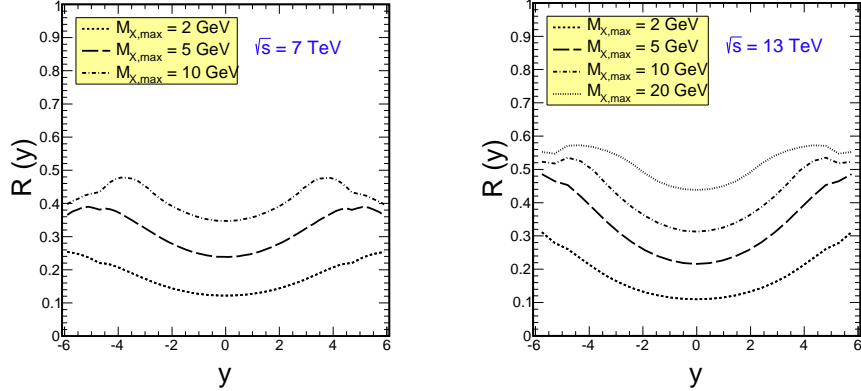 M_X,max = 2 GeV
M_X,max = 5 GeV
M_X,max = 10 GeV
√s = 7 TeV
R (y)
1
0.9
0.8
0.7
0.6
0.5
0.4
0.3
0.2
0.1
0
-6 -4 -2 0 2 4 6
y
M_X,max = 2 GeV
M_X,max = 5 GeV
M_X,max = 10 GeV
M_X,max = 20 GeV
√s = 13 TeV
R (y)
1
0.9
0.8
0.7
0.6
0.5
0.4
0.3
0.2
0.1
0
-6 -4 -2 0 2 4 6
y